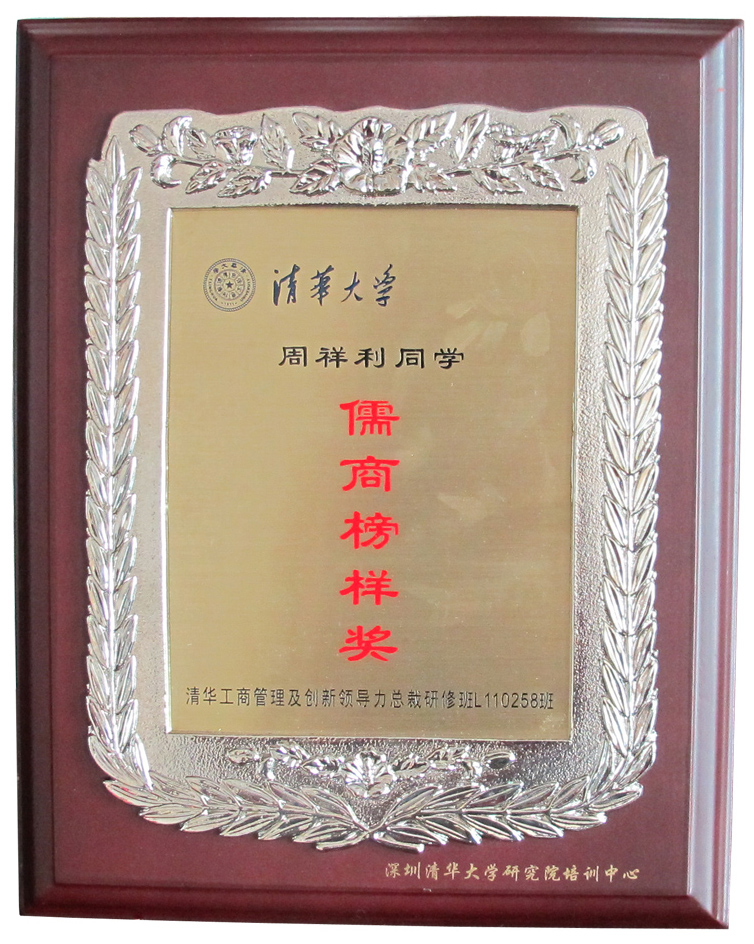 清華大学
周祥利同学
儒商榜样奖
清华工商管理及创新领导力总裁研修班L110258班
深圳清华大学研究院培训中心